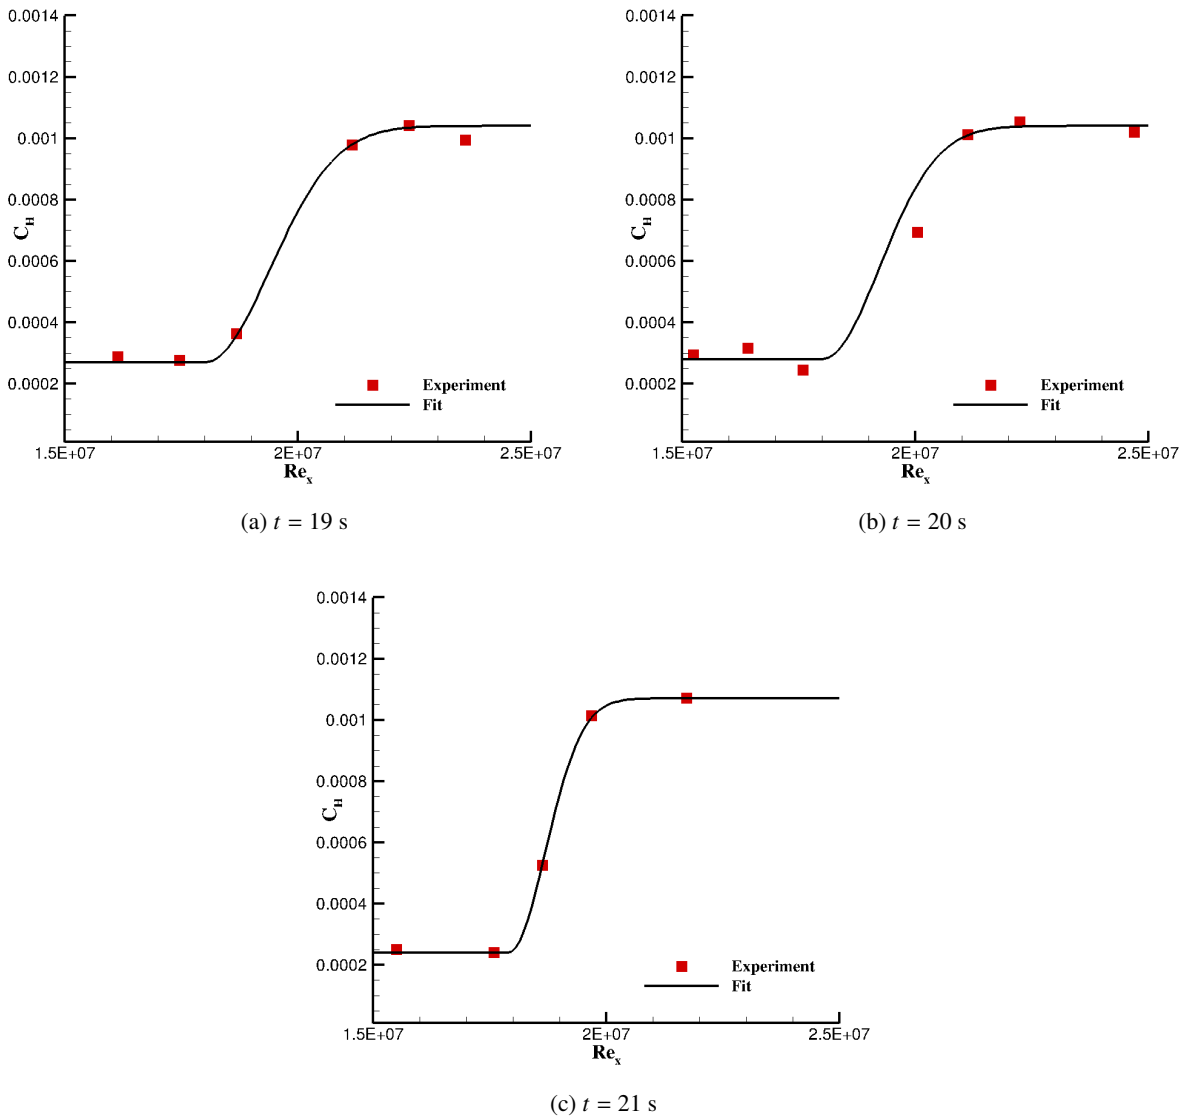 0.0014
0.0012
0.001
0.0008
0.0006
0.0004
0.0002
C_H
1.5E+07 2E+07 2.5E+07
Re_x
Experiment
Fit
(a) t = 19 s
0.0014
0.0012
0.001
0.0008
0.0006
0.0004
0.0002
C_H
1.5E+07 2E+07 2.5E+07
Re_x
Experiment
Fit
(b) t = 20 s
0.0014
0.0012
0.001
0.0008
0.0006
0.0004
0.0002
C_H
1.5E+07 2E+07 2.5E+07
Re_x
Experiment
Fit
(c) t = 21 s